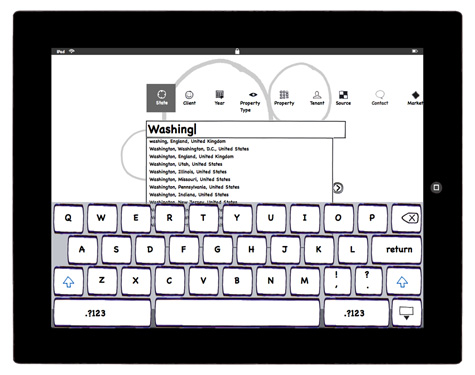 iPad
State Client Year Property Type Property Tenant Source Contact Market
Washing
washing, England, United Kingdom
Washington, Washington, D.C., United States
Washington, England, United Kingdom
Washington, Utah, United States
Washington, Illinois, United States
Washington, Missouri, United States
Washington, Pennsylvania, United States
Washington, Indiana, United States
Washington, New Jersey, United States
Q W E R T Y U I O P
A S D F G H J K L return
Z X C V B N M ! , ? .
.?123 .?123